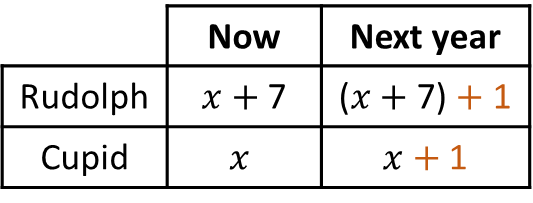 Now Next year
Rudolph x + 7 (x + 7) + 1
Cupid x x + 1